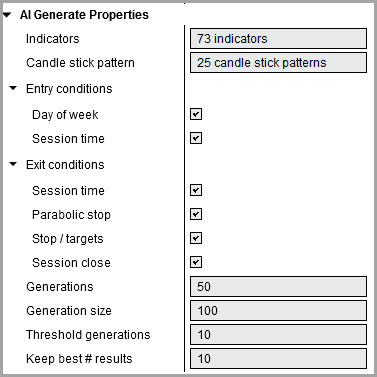 AI Generate Properties
Indicators 73 indicators
Candle stick pattern 25 candle stick patterns
Entry conditions
Day of week
Session time
Exit conditions
Session time
Parabolic stop
Stop / targets
Session close
Generations 50
Generation size 100
Threshold generations 10
Keep best # results 10